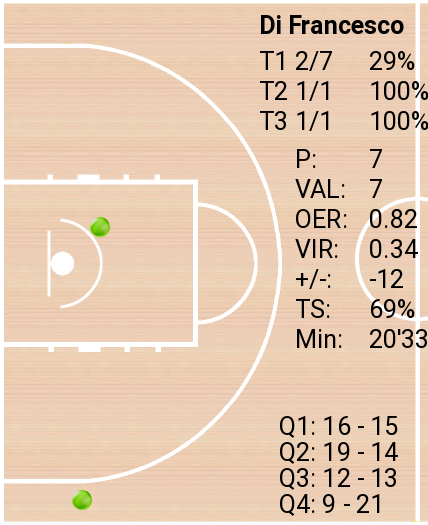 Di Francesco
T1 2/7 29%
T2 1/1 100%
T3 1/1 100%
P: 7
VAL: 7
OER: 0.82
VIR: 0.34
+/-: -12
TS: 69%
Min: 20'33
Q1: 16 - 15
Q2: 19 - 14
Q3: 12 - 13
Q4: 9 - 21